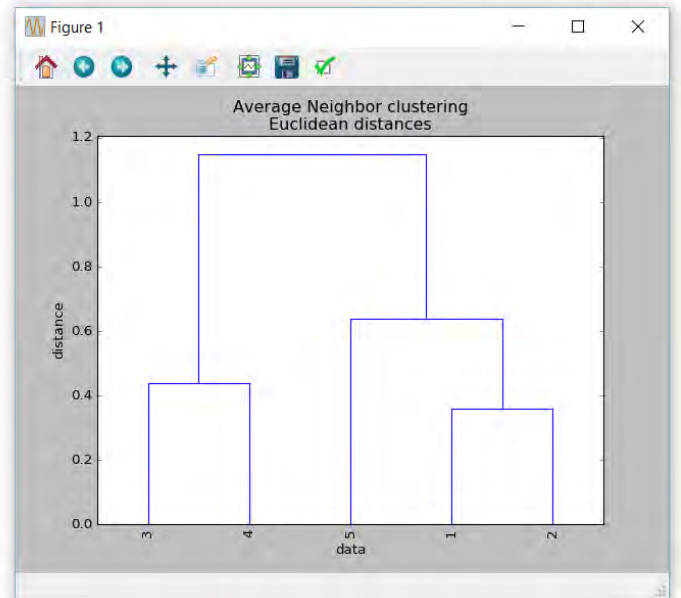 Figure 1
Average Neighbor clustering
Euclidean distances
1.2
1.0
0.8
0.6
0.4
0.2
0.0
distance
3 4 5 1 2
data